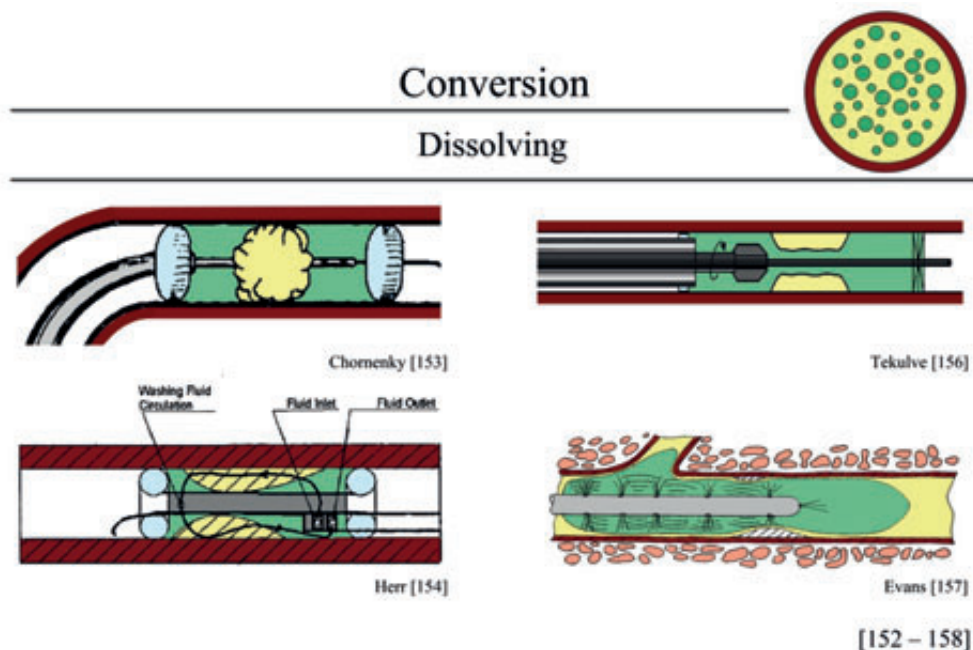 Conversion
Dissolving
Chornenky [153]
Tekulve [156]
Washing Fluid
Circulation
Fluid Inlet
Fluid Outlet
Herr [154]
Evans [157]
[152 – 158]